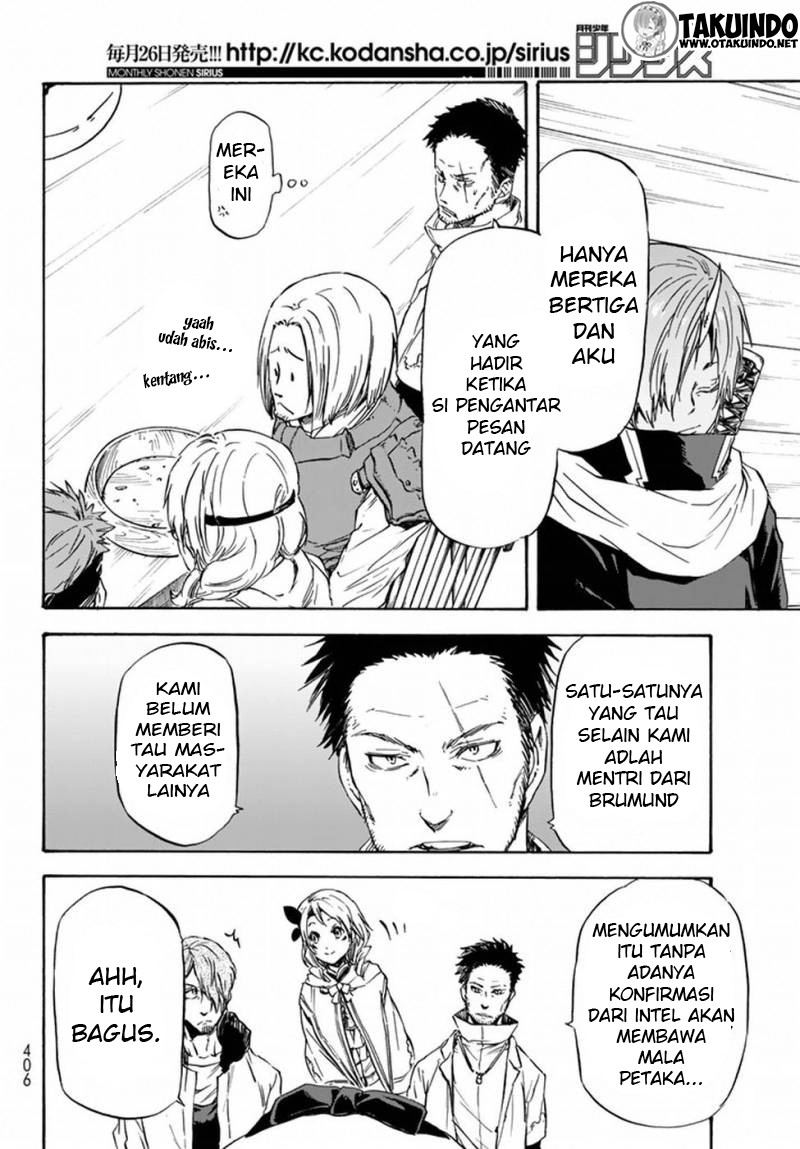 毎月26日発売!!! http://kc.kodansha.co.jp/sirius
MONTHLY SHONEN SIRIUS
月刊少年
シリウス
OTAKUINDO
WWW.OTAKUINDO.NET
HANYA
MEREKA
BERTIGA
DAN
AKU
YANG
HADIR
KETIKA
SI PENGANTAR
PESAN
DATANG
MER-
EKA
INI
yaah
udah abis...
kentang...
SATU-SATUNYA
YANG TAU
SELAIN KAMI
ADLAH
MENTRI DARI
BRUMUND
KAMI
BELUM
MEMBERI
TAU MAS-
YARAKAT
LAINYA
MENGUMUMKAN
ITU TANPA
ADANYA
KONFIRMASI
DARI INTEL AKAN
MEMBAWA
MALA
PETAKA...
AHH,
ITU
BAGUS.
406